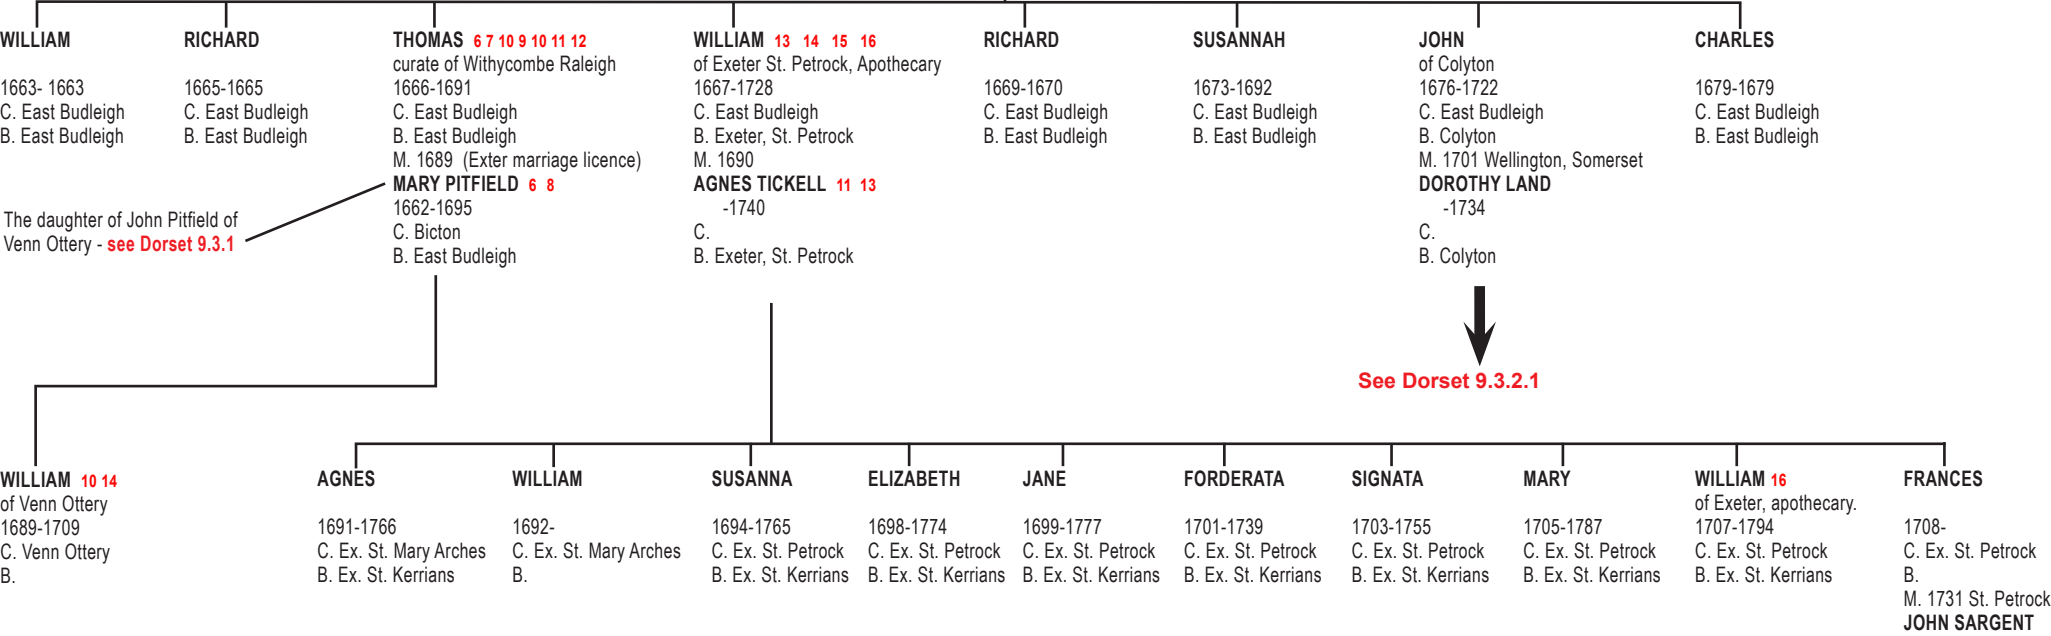 WILLIAM
1663- 1663
C. East Budleigh
B. East Budleigh
RICHARD
1665-1665
C. East Budleigh
B. East Budleigh
THOMAS 6 7 10 9 10 11 12
curate of Withycombe Raleigh
1666-1691
C. East Budleigh
B. East Budleigh
M. 1689 (Exter marriage licence)
MARY PITFIELD 6 8
1662-1695
C. Bicton
B. East Budleigh
The daughter of John Pitfield of
Venn Ottery - see Dorset 9.3.1
WILLIAM 13 14 15 16
of Exeter St. Petrock, Apothecary
1667-1728
C. East Budleigh
B. Exeter, St. Petrock
M. 1690
AGNES TICKELL 11 13
-1740
C.
B. Exeter, St. Petrock
RICHARD
1669-1670
C. East Budleigh
B. East Budleigh
SUSANNAH
1673-1692
C. East Budleigh
B. East Budleigh
JOHN
of Colyton
1676-1722
C. East Budleigh
B. Colyton
M. 1701 Wellington, Somerset
DOROTHY LAND
-1734
C.
B. Colyton
See Dorset 9.3.2.1
CHARLES
1679-1679
C. East Budleigh
B. East Budleigh
WILLIAM 10 14
of Venn Ottery
1689-1709
C. Venn Ottery
B.
AGNES
1691-1766
C. Ex. St. Mary Arches
B. Ex. St. Kerrians
WILLIAM
1692-
C. Ex. St. Mary Arches
B.
SUSANNA
1694-1765
C. Ex. St. Petrock
B. Ex. St. Kerrians
ELIZABETH
1698-1774
C. Ex. St. Petrock
B. Ex. St. Kerrians
JANE
1699-1777
C. Ex. St. Petrock
B. Ex. St. Kerrians
FORDERATA
1701-1739
C. Ex. St. Petrock
B. Ex. St. Kerrians
SIGNATA
1703-1755
C. Ex. St. Petrock
B. Ex. St. Kerrians
MARY
1705-1787
C. Ex. St. Petrock
B. Ex. St. Kerrians
WILLIAM 16
of Exeter, apothecary.
1707-1794
C. Ex. St. Petrock
B. Ex. St. Kerrians
FRANCES
1708-
C. Ex. St. Petrock
B.
M. 1731 St. Petrock
JOHN SARGENT